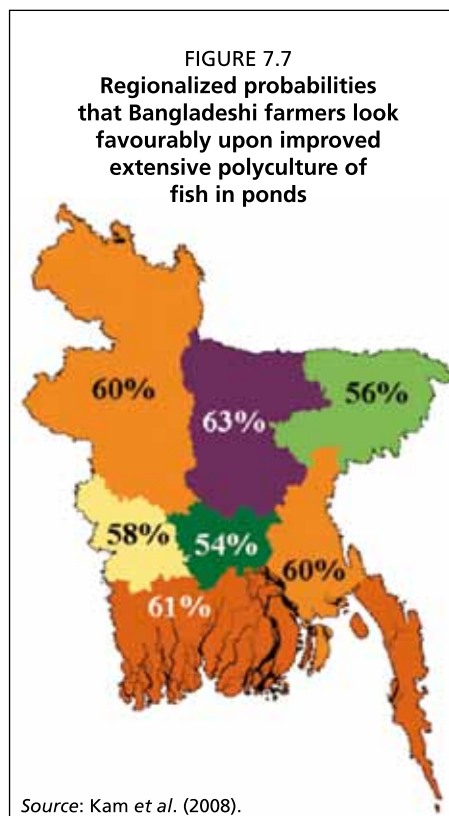 FIGURE 7.7
Regionalized probabilities
that Bangladeshi farmers look
favourably upon improved
extensive polyculture of
fish in ponds
60%
63%
56%
58%
54%
60%
61%
Source: Kam et al. (2008).